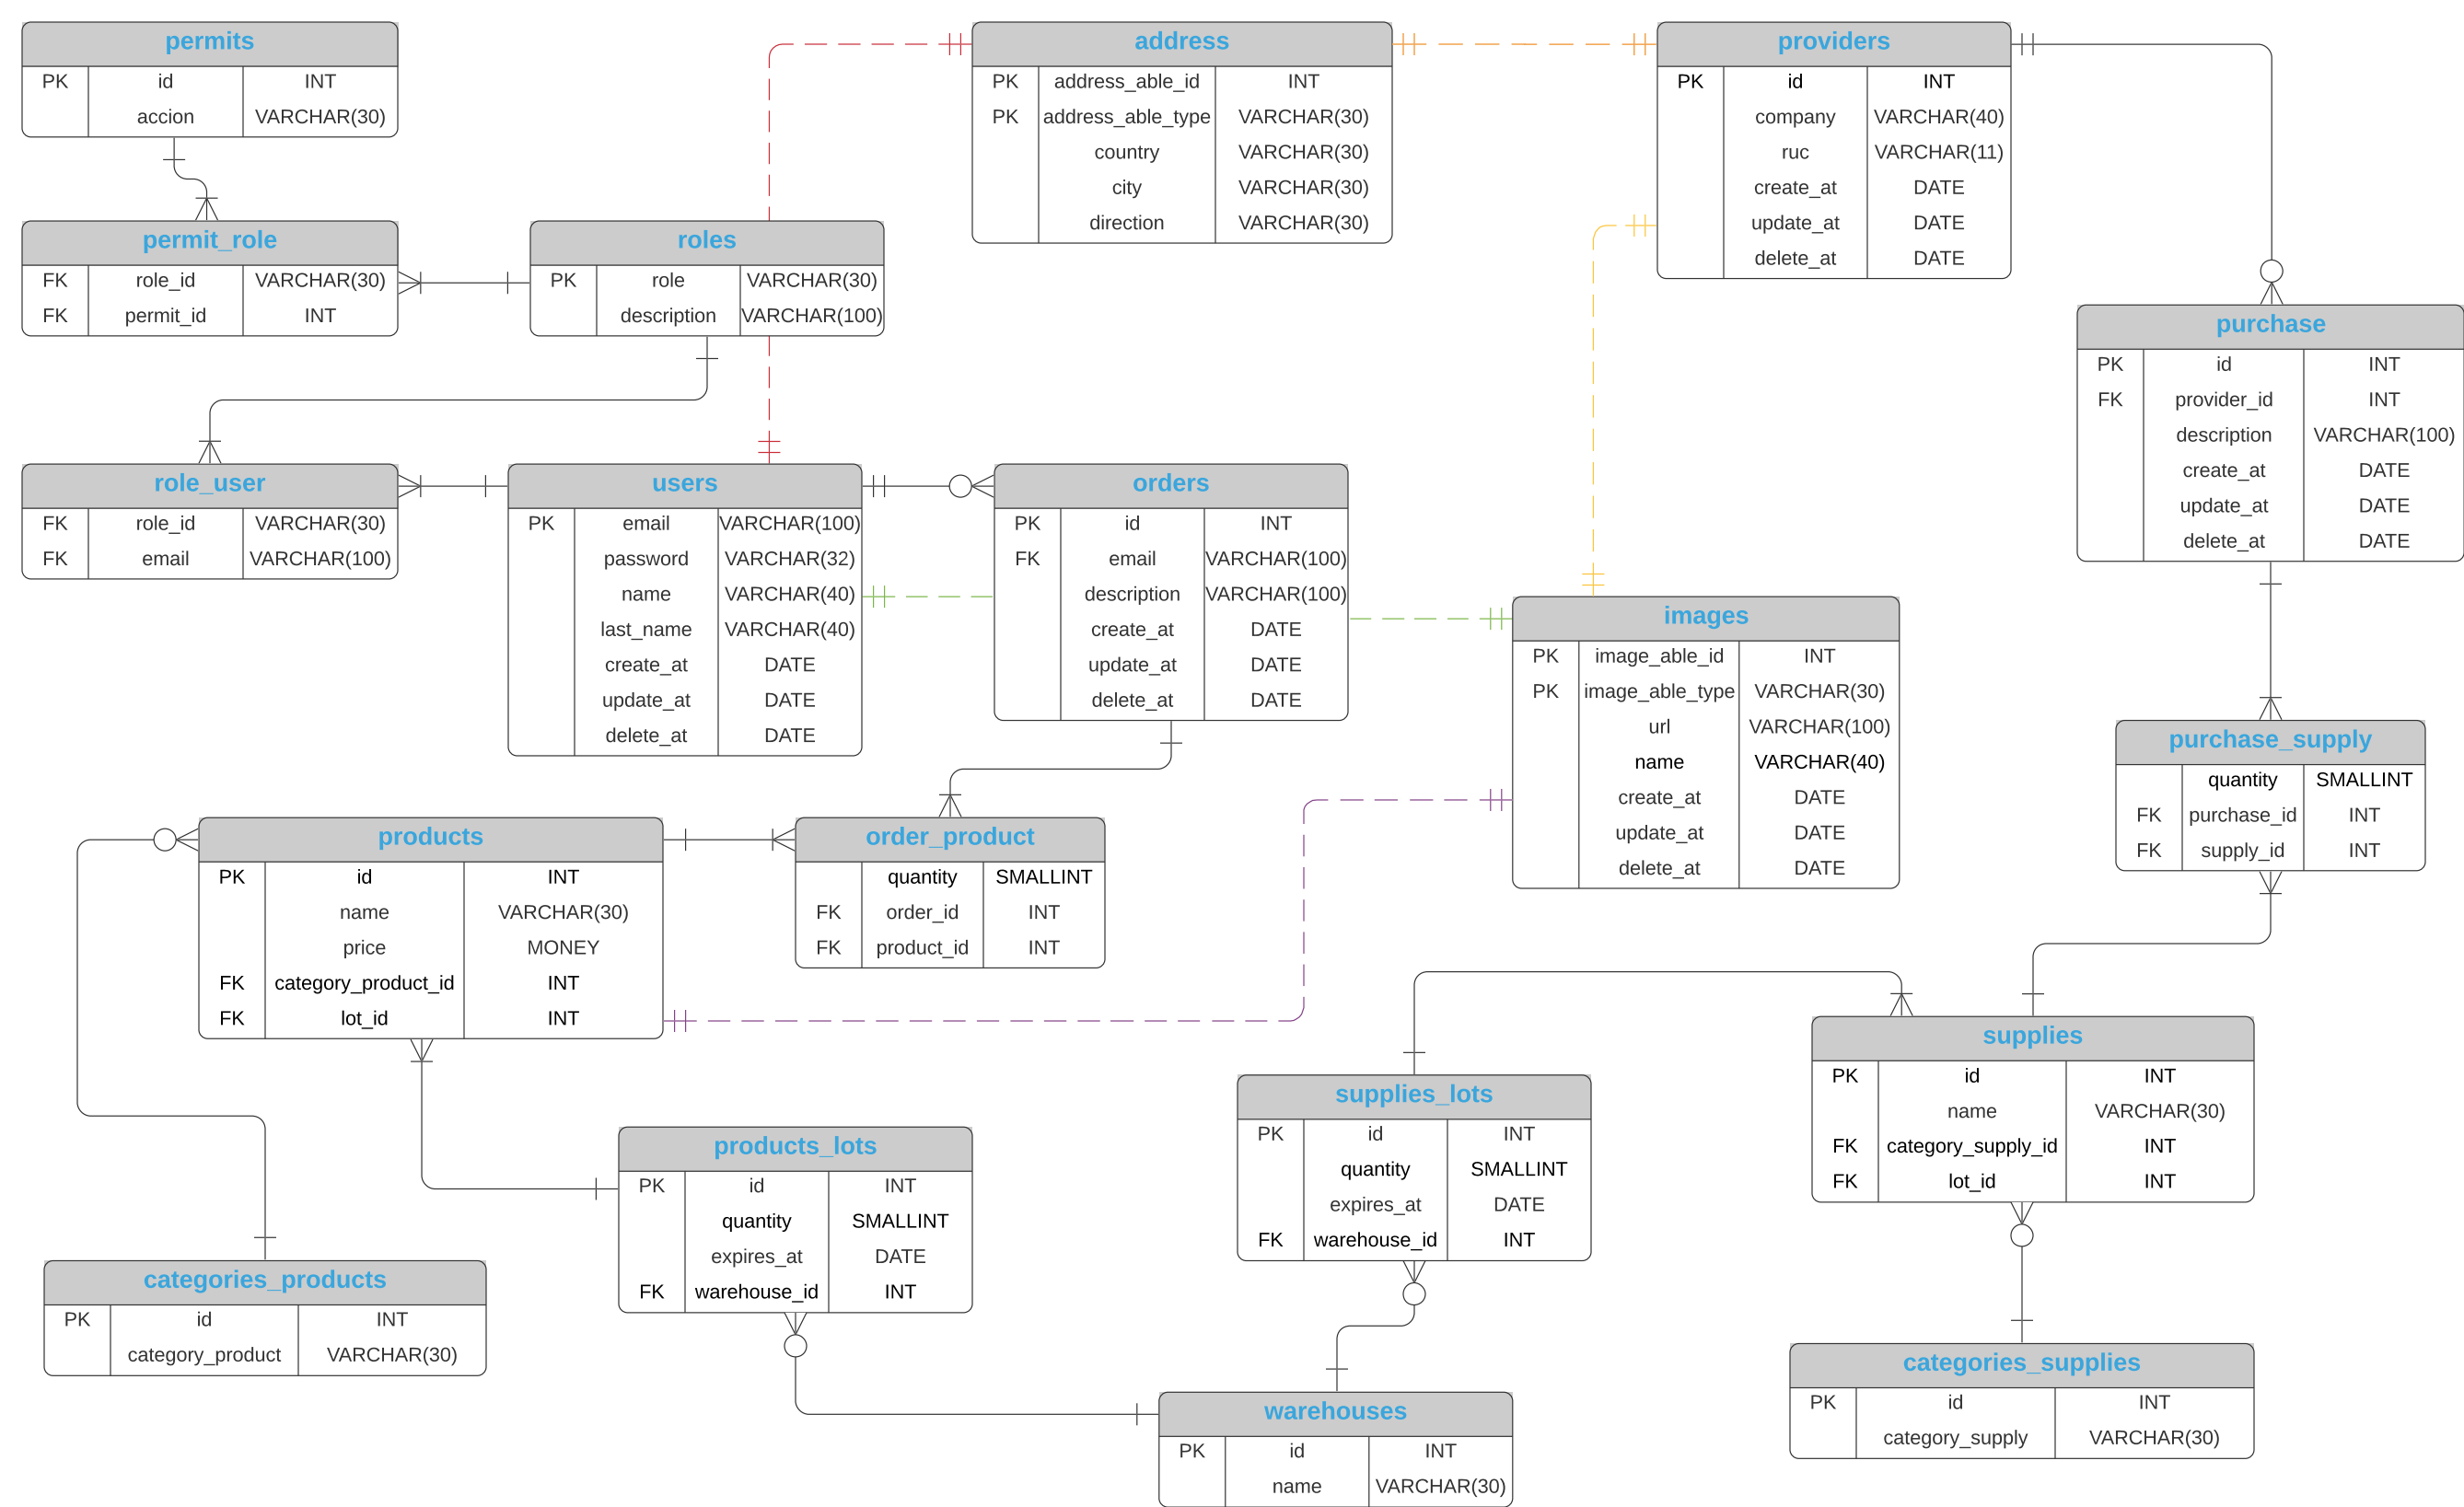 permits
PK id INT
accion VARCHAR(30)
address
PK address_able_id INT
PK address_able_type VARCHAR(30)
country VARCHAR(30)
city VARCHAR(30)
direction VARCHAR(30)
providers
PK id INT
company VARCHAR(40)
ruc VARCHAR(11)
create_at DATE
update_at DATE
delete_at DATE
permit_role
FK role_id VARCHAR(30)
FK permit_id INT
roles
PK role VARCHAR(30)
description VARCHAR(100)
purchase
PK id INT
FK provider_id INT
description VARCHAR(100)
create_at DATE
update_at DATE
delete_at DATE
role_user
FK role_id VARCHAR(30)
FK email VARCHAR(100)
users
PK email VARCHAR(100)
password VARCHAR(32)
name VARCHAR(40)
last_name VARCHAR(40)
create_at DATE
update_at DATE
delete_at DATE
orders
PK id INT
FK email VARCHAR(100)
description VARCHAR(100)
create_at DATE
update_at DATE
delete_at DATE
images
PK image_able_id INT
PK image_able_type VARCHAR(30)
url VARCHAR(100)
name VARCHAR(40)
create_at DATE
update_at DATE
delete_at DATE
purchase_supply
quantity SMALLINT
FK purchase_id INT
FK supply_id INT
products
PK id INT
name VARCHAR(30)
price MONEY
FK category_product_id INT
FK lot_id INT
order_product
quantity SMALLINT
FK order_id INT
FK product_id INT
supplies
PK id INT
name VARCHAR(30)
FK category_supply_id INT
FK lot_id INT
supplies_lots
PK id INT
quantity SMALLINT
expires_at DATE
FK warehouse_id INT
products_lots
PK id INT
quantity SMALLINT
expires_at DATE
FK warehouse_id INT
categories_products
PK id INT
category_product VARCHAR(30)
categories_supplies
PK id INT
category_supply VARCHAR(30)
warehouses
PK id INT
name VARCHAR(30)